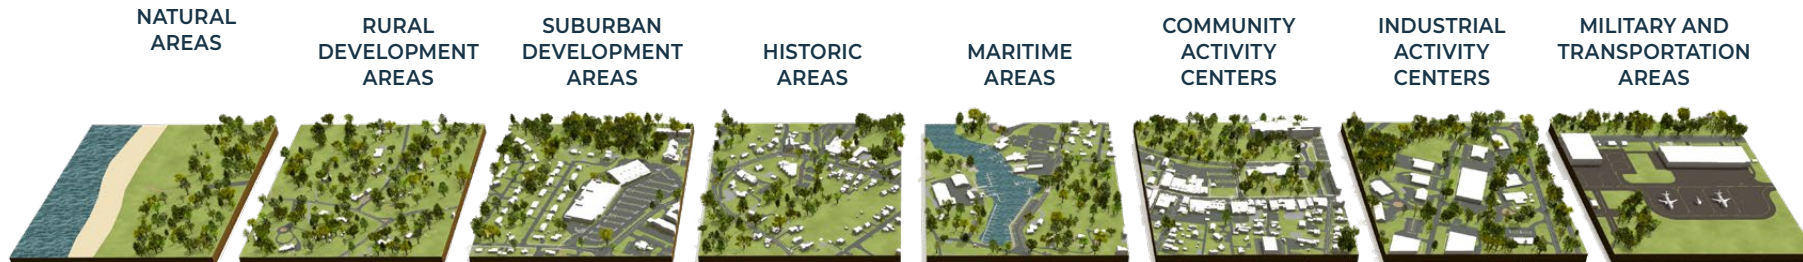 NATURAL
AREAS
RURAL
DEVELOPMENT
AREAS
SUBURBAN
DEVELOPMENT
AREAS
HISTORIC
AREAS
MARITIME
AREAS
COMMUNITY
ACTIVITY
CENTERS
INDUSTRIAL
ACTIVITY
CENTERS
MILITARY AND
TRANSPORTATION
AREAS